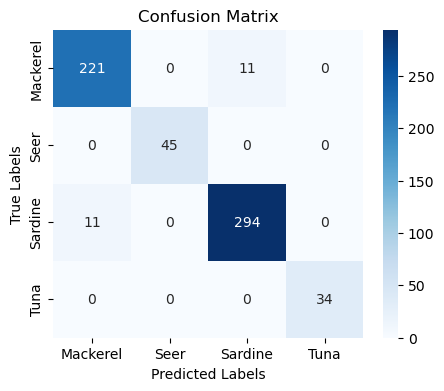 Confusion Matrix
True Labels
Mackerel 221 0 11 0
Seer 0 45 0 0
Sardine 11 0 294 0
Tuna 0 0 0 34
Mackerel Seer Sardine Tuna
Predicted Labels
250
200
150
100
50
0